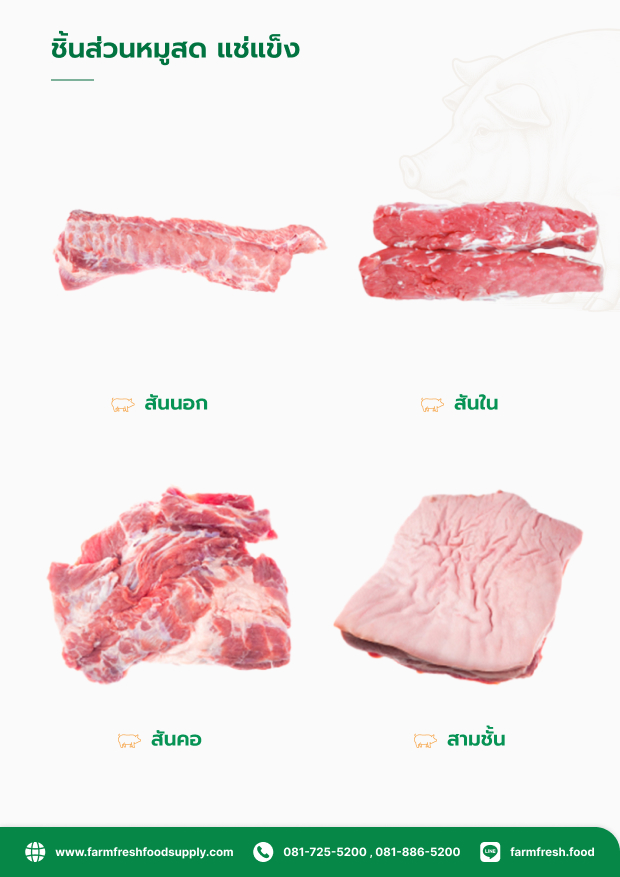 ชิ้นส่วนหมูสด แช่แข็ง
สันนอก
สันใน
สันคอ
สามชั้น
www.farmfreshfoodsupply.com
081-725-5200 , 081-886-5200
LINE
farmfresh.food